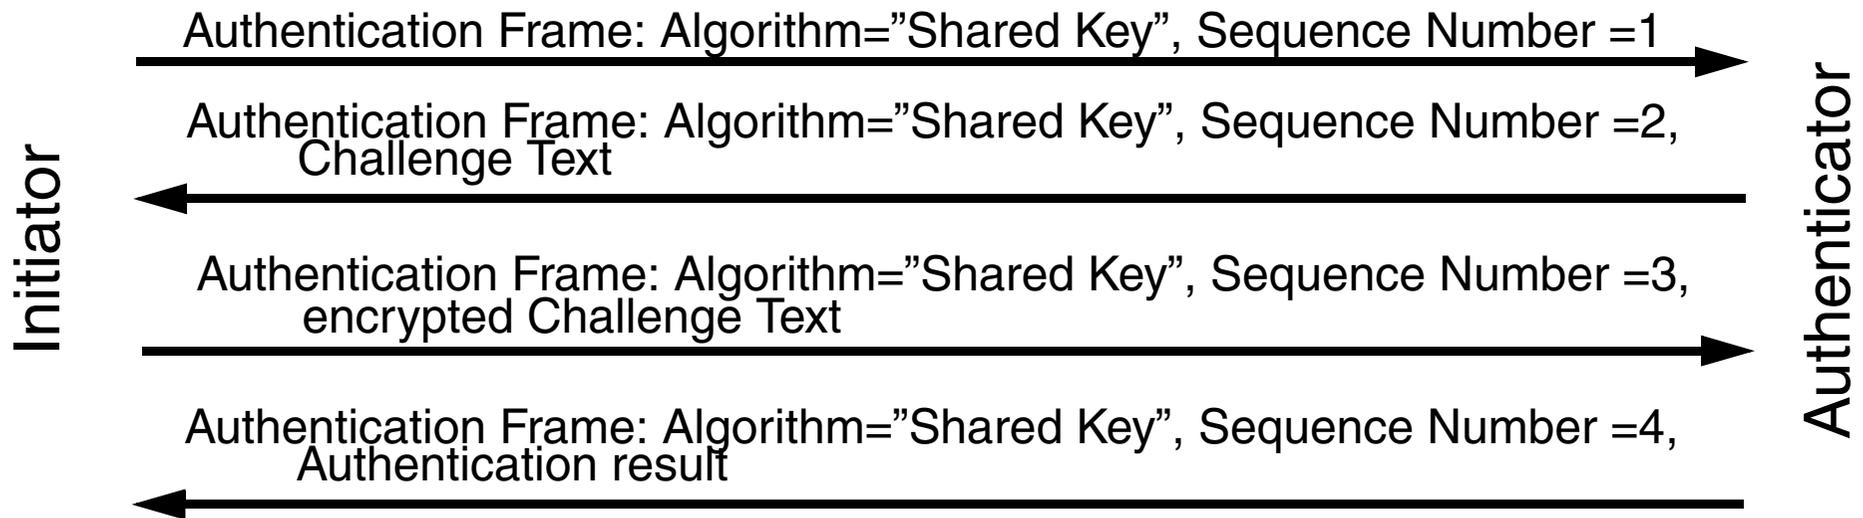 Authentication Frame: Algorithm=”Shared Key”, Sequence Number =1
Authentication Frame: Algorithm=”Shared Key”, Sequence Number =2,
Challenge Text
Authentication Frame: Algorithm=”Shared Key”, Sequence Number =3,
encrypted Challenge Text
Authentication Frame: Algorithm=”Shared Key”, Sequence Number =4,
Authentication result
Initiator
Authenticator